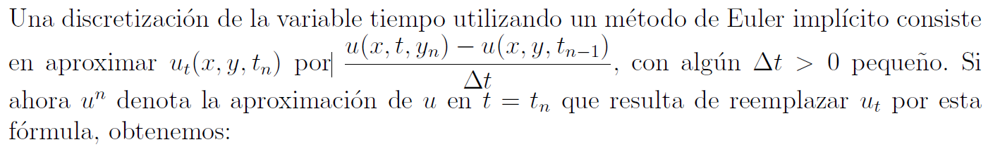 Una discretización de la variable tiempo utilizando un método de Euler implícito consiste
en aproximar $u_t(x, y, t_n)$ por $\dfrac{u(x, t, y_n) - u(x, y, t_{n-1})}{\Delta t}$, con algún $\Delta t > 0$ pequeño. Si
ahora $u^n$ denota la aproximación de $u$ en $t = t_n$ que resulta de reemplazar $u_t$ por esta
fórmula, obtenemos: